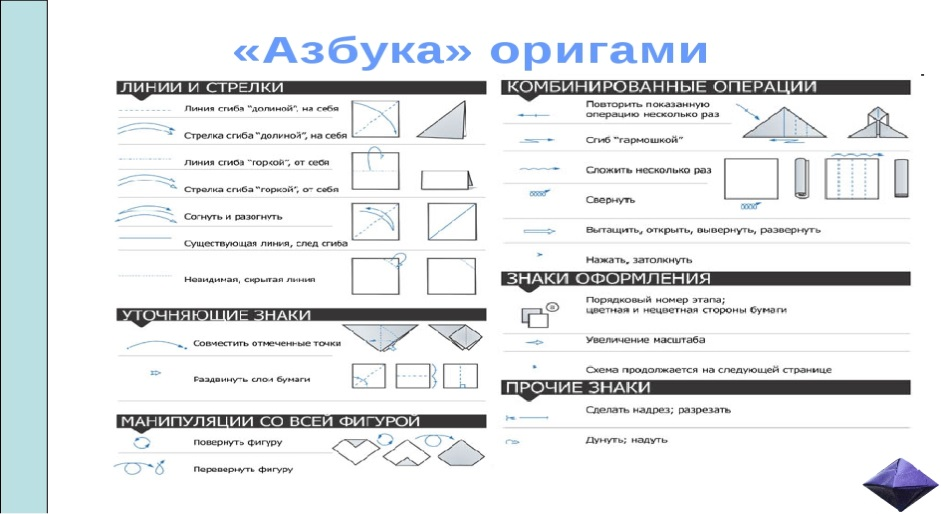 «Азбука» оригами
ЛИНИИ И СТРЕЛКИ
Линия сгиба "долиной", на себя
Стрелка сгиба "долиной", на себя
Линия сгиба "горкой", от себя
Стрелка сгиба "горкой", от себя
Согнуть и разогнуть
Существующая линия, след сгиба
Невидимая, скрытая линия
УТОЧНЯЮЩИЕ ЗНАКИ
Совместить отмеченные точки
Раздвинуть слои бумаги
МАНИПУЛЯЦИИ СО ВСЕЙ ФИГУРОЙ
Повернуть фигуру
Перевернуть фигуру
КОМБИНИРОВАННЫЕ ОПЕРАЦИИ
Повторить показанную
операцию несколько раз
Сгиб "гармошкой"
Сложить несколько раз
Свернуть
Вытащить, открыть, вывернуть, развернуть
Нажать, затолкнуть
ЗНАКИ ОФОРМЛЕНИЯ
Порядковый номер этапа;
цветная и нецветная стороны бумаги
Увеличение масштаба
Схема продолжается на следующей странице
ПРОЧИЕ ЗНАКИ
Сделать надрез; разрезать
Дунуть; надуть